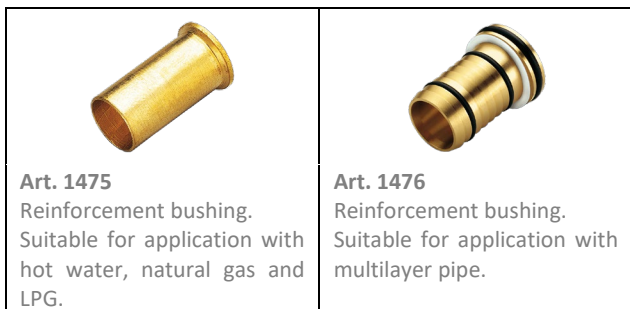 Art. 1475
Reinforcement bushing.
Suitable for application with
hot water, natural gas and
LPG.
Art. 1476
Reinforcement bushing.
Suitable for application with
multilayer pipe.